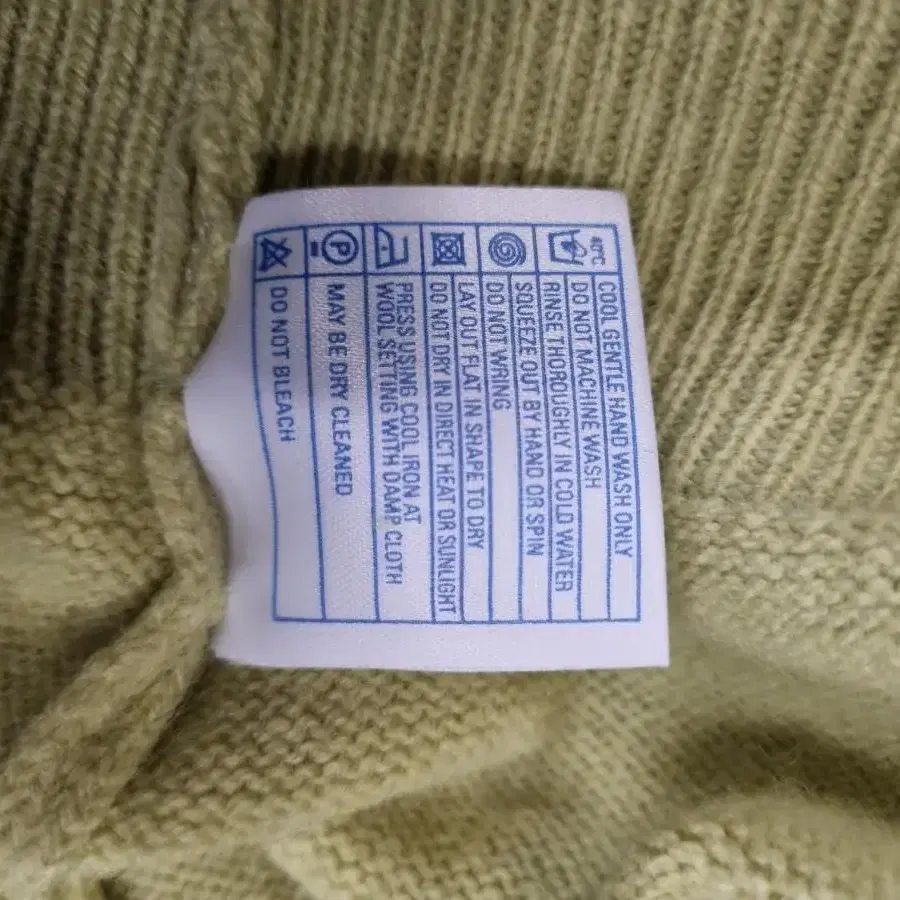 40°C
COOL GENTLE HAND WASH ONLY
DO NOT MACHINE WASH
RINSE THOROUGHLY IN COLD WATER
SQUEEZE OUT BY HAND OR SPIN
DO NOT WRING
LAY OUT FLAT IN SHAPE TO DRY
DO NOT DRY IN DIRECT HEAT OR SUNLIGHT
PRESS USING COOL IRON AT
WOOL SETTING WITH DAMP CLOTH
P
MAY BE DRY CLEANED
DO NOT BLEACH